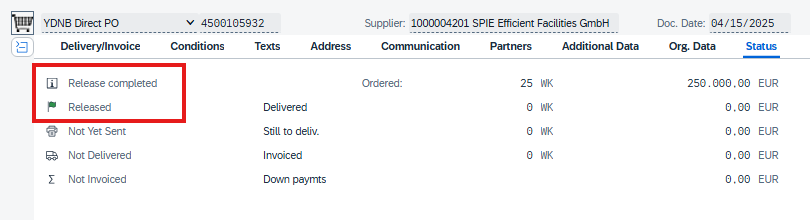 YDNB Direct PO 4500105932 Supplier: 1000004201 SPIE Efficient Facilities GmbH Doc. Date: 04/15/2025
Delivery/Invoice Conditions Texts Address Communication Partners Additional Data Org. Data Status
Release completed Ordered: 25 WK 250.000,00 EUR
Released Delivered 0 WK 0,00 EUR
Not Yet Sent Still to deliv. 0 WK 0,00 EUR
Not Delivered Invoiced 0 WK 0,00 EUR
Σ Not Invoiced Down paymts 0,00 EUR